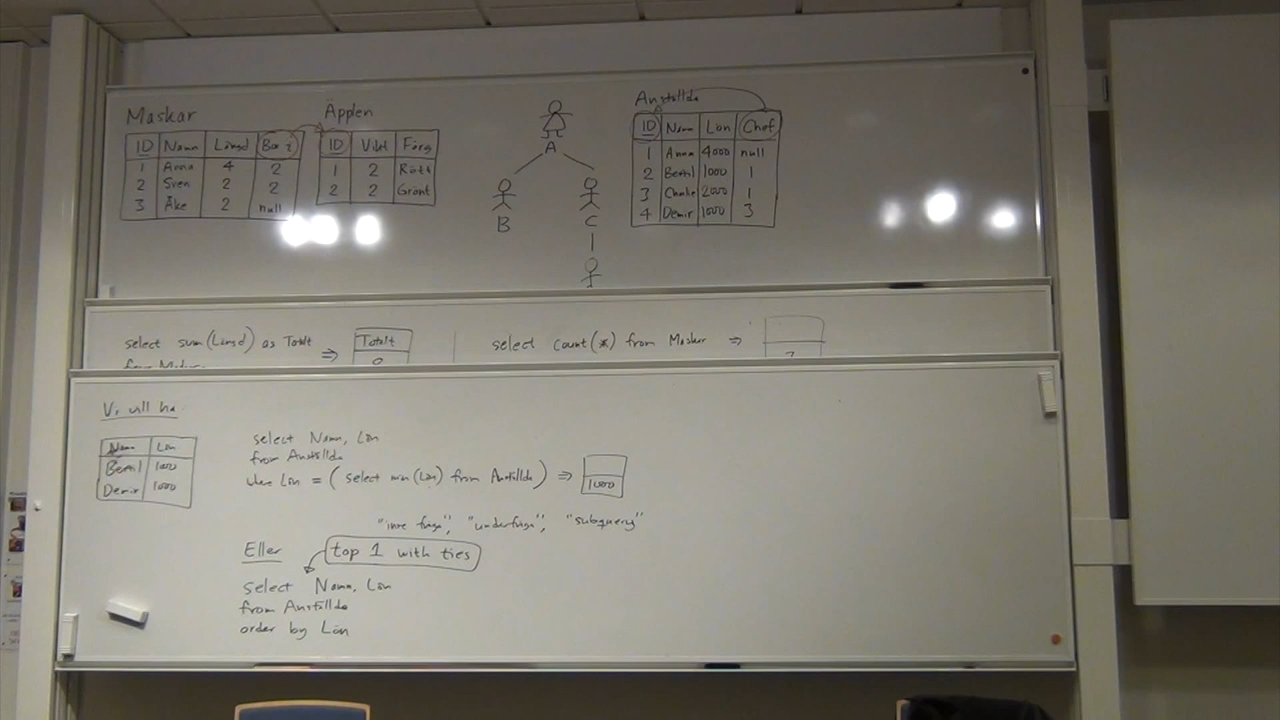 Maskar
ID Namn Längd Bor i
1 Anna 4 2
2 Sven 2 2
3 Åke 2 null
Äpplen
ID Vikt Färg
1 2 Rött
2 2 Grönt
A
B
C
Anställda
ID Namn Lön Chef
1 Anna 4000 null
2 Bertil 1000 1
3 2000 1
4 Demir 1000 3
select sum(Längd) as Totalt
from Maskar
⇒
Totalt
select count(*) from Maskar ⇒
Vi vill ha
Namn Lön
Bertil 1000
Demir 1000
select Namn, Lön
from Anställda
where Lön = (select min(Lön) from Anställda) ⇒ 1000
"inre fråga", "underfråga", "subquery"
Eller
top 1 with ties
select Namn, Lön
from Anställda
order by Lön